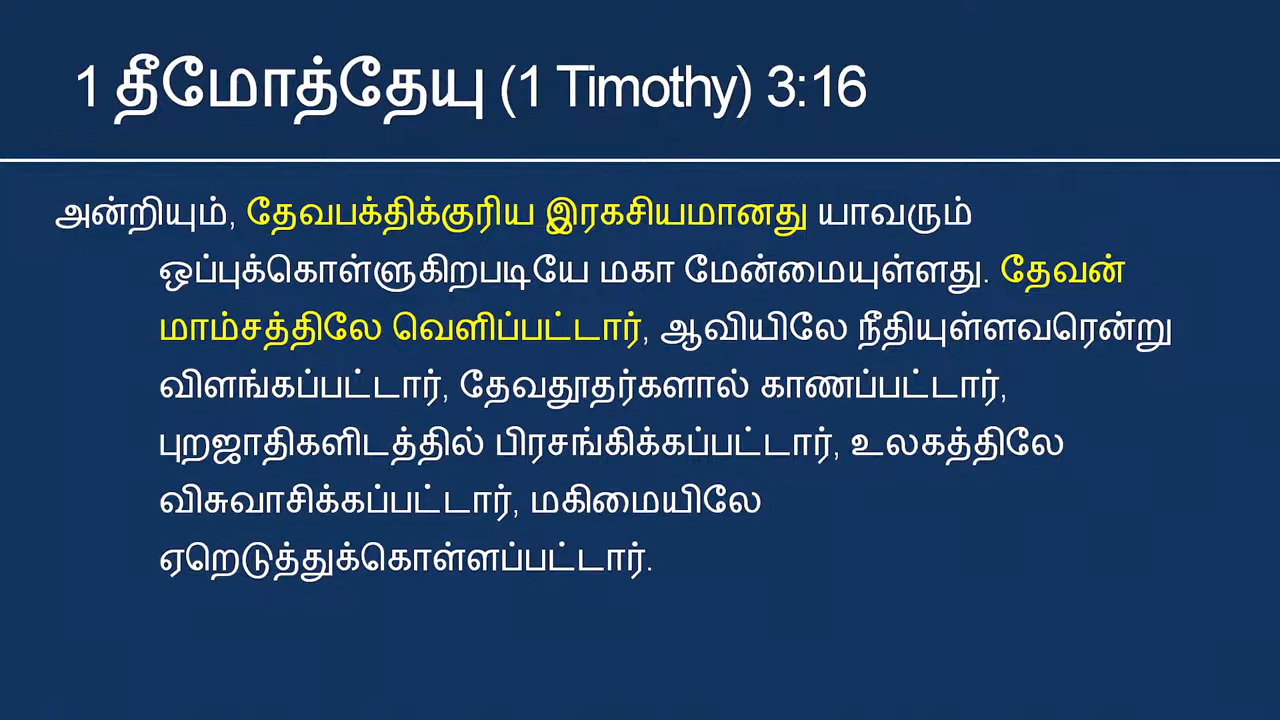 1 தீமோத்தேயு (1 Timothy) 3:16
அன்றியும், தேவபக்திக்குரிய இரகசியமானது யாவரும்
ஒப்புக்கொள்ளுகிறபடியே மகா மேன்மையுள்ளது. தேவன்
மாம்சத்திலே வெளிப்பட்டார், ஆவியிலே நீதியுள்ளவரென்று
விளங்கப்பட்டார், தேவதூதர்களால் காணப்பட்டார்,
புறஜாதிகளிடத்தில் பிரசங்கிக்கப்பட்டார், உலகத்திலே
விசுவாசிக்கப்பட்டார், மகிமையிலே
ஏறெடுத்துக்கொள்ளப்பட்டார்.